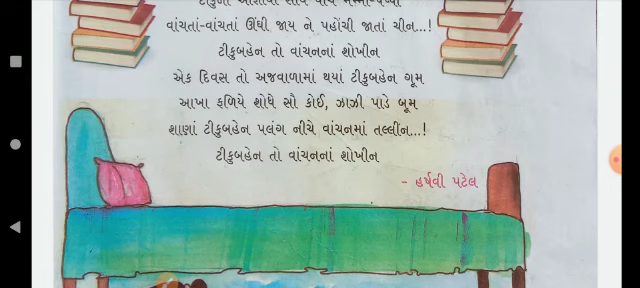 વાંચતાં-વાંચતાં ઊંઘી જાય ને પહોંચી જાતાં ચીન...!
ટીકુબહેન તો વાંચનનાં શોખીન
એક દિવસ તો અજવાળામાં થયાં ટીકુબહેન ગૂમ
આખા ફળિયે શોધે સૌ કોઈ, ઝાઝી પાડે બૂમ
શાણાં ટીકુબહેન પલંગ નીચે વાંચનમાં તલ્લીન...!
ટીકુબહેન તો વાંચનનાં શોખીન
- હર્ષવી પટેલ